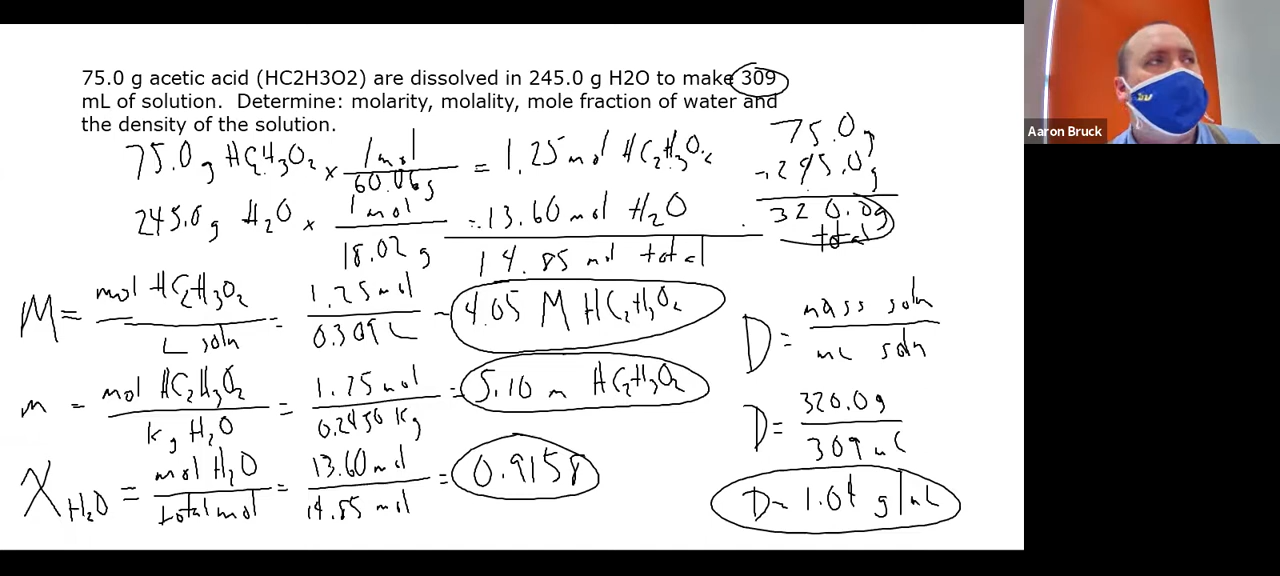 75.0 g acetic acid (HC2H3O2) are dissolved in 245.0 g H2O to make 309
mL of solution. Determine: molarity, molality, mole fraction of water and
the density of the solution.
75.0 g HC2H3O2 x 1 mol / 60.06 g = 1.25 mol HC2H3O2
245.0 g H2O x 1 mol / 18.02 g = 13.60 mol H2O
14.85 mol total
75.0 g
+ 245.0 g
320.0 g
total
M = mol HC2H3O2 / L soln = 1.25 mol / 0.309 L = 4.05 M HC2H3O2
m = mol HC2H3O2 / kg H2O = 1.25 mol / 0.2450 kg = 5.10 m HC2H3O2
X H2O = mol H2O / total mol = 13.60 mol / 14.85 mol = 0.9158
D = mass soln / mL soln
D = 320.0 g / 309 mL
D = 1.04 g/mL
Aaron Bruck